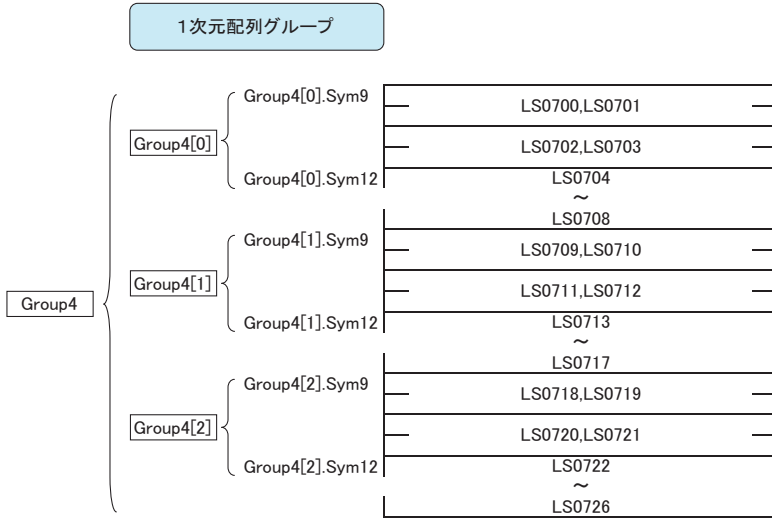 1次元配列グループ
Group4[0].Sym9
LS0700,LS0701
Group4[0]
LS0702,LS0703
Group4[0].Sym12
LS0704
~
LS0708
Group4[1].Sym9
LS0709,LS0710
Group4[1]
LS0711,LS0712
Group4
Group4[1].Sym12
LS0713
~
LS0717
Group4[2].Sym9
LS0718,LS0719
Group4[2]
LS0720,LS0721
Group4[2].Sym12
LS0722
~
LS0726